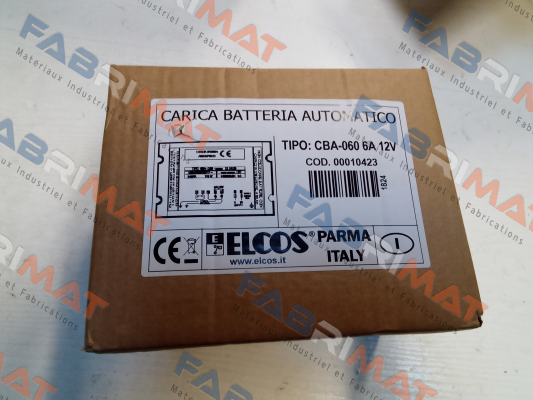 CARICA BATTERIA AUTOMATICO
TIPO: CBA-060 6A 12V
COD. 00010423
1824
CE
ELCOS® PARMA
www.elcos.it
ITALY
I
FABRIMAT
Materiaux Industriel et Fabrications